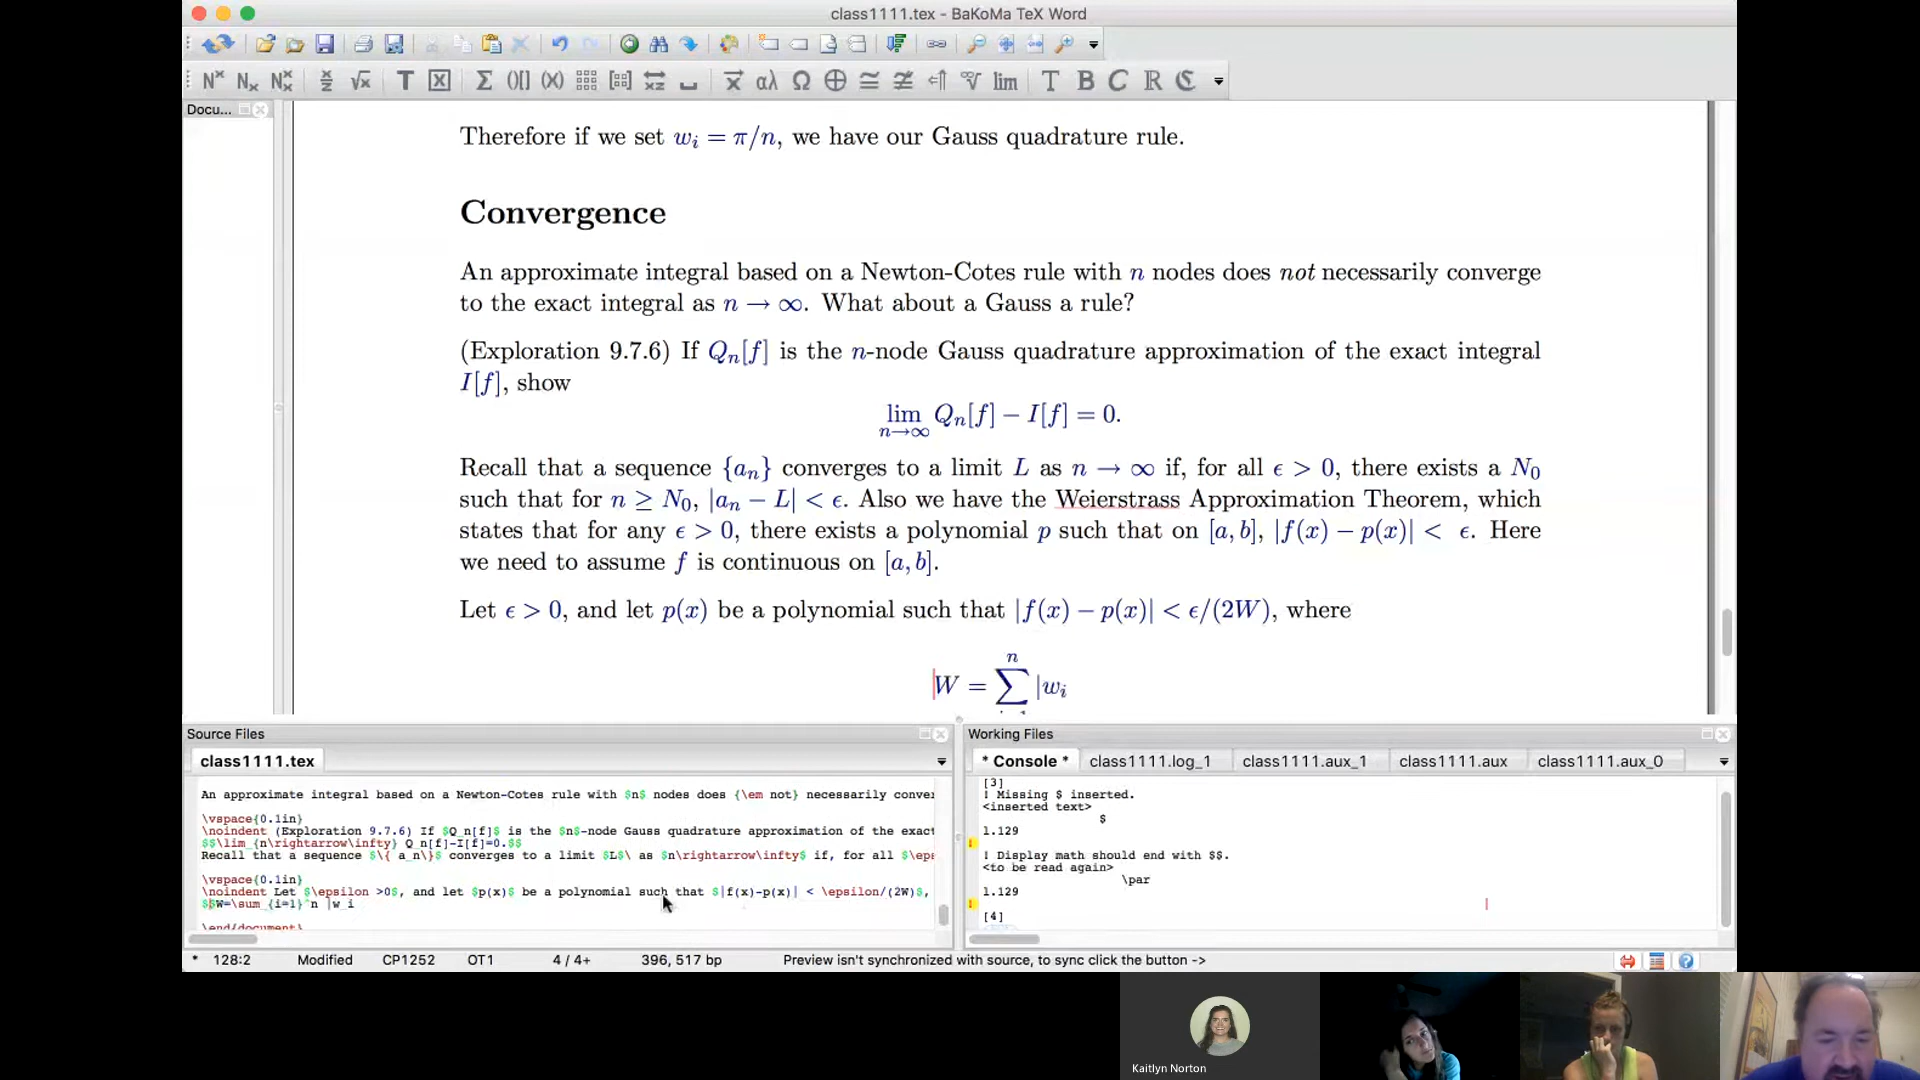 class1111.tex - BaKoMa TeX Word
Docu...
Therefore if we set w_i = π/n, we have our Gauss quadrature rule.
Convergence
An approximate integral based on a Newton-Cotes rule with n nodes does not necessarily converge
to the exact integral as n → ∞. What about a Gauss a rule?
(Exploration 9.7.6) If Q_n[f] is the n-node Gauss quadrature approximation of the exact integral
I[f], show
lim_{n→∞} Q_n[f] − I[f] = 0.
Recall that a sequence {a_n} converges to a limit L as n → ∞ if, for all ϵ > 0, there exists a N_0
such that for n ≥ N_0, |a_n − L| < ϵ. Also we have the Weierstrass Approximation Theorem, which
states that for any ϵ > 0, there exists a polynomial p such that on [a, b], |f(x) − p(x)| < ϵ. Here
we need to assume f is continuous on [a, b].
Let ϵ > 0, and let p(x) be a polynomial such that |f(x) − p(x)| < ϵ/(2W), where
W = ∑^n |w_i
Source Files
class1111.tex
An approximate integral based on a Newton-Cotes rule with $n$ nodes does {\em not} necessarily conver
\vspace{0.1in}
\noindent (Exploration 9.7.6) If $Q_n[f]$ is the $n$-node Gauss quadrature approximation of the exact
$$\lim_{n\rightarrow\infty} Q_n[f]-I[f]=0.$$
Recall that a sequence $\{ a_n\}$ converges to a limit $L$\ as $n\rightarrow\infty$ if, for all $\eps
\vspace{0.1in}
\noindent Let $\epsilon >0$, and let $p(x)$ be a polynomial such that $|f(x)-p(x)| < \epsilon/(2W)$,
$$W=\sum_{i=1}^n |w_i
\end{document}
Working Files
* Console * class1111.log_1 class1111.aux_1 class1111.aux class1111.aux_0
[3]
! Missing $ inserted.
<inserted text>
$
l.129
! Display math should end with $$.
<to be read again>
\par
l.129
[4]
* 128:2 Modified CP1252 OT1 4 / 4+ 396, 517 bp Preview isn't synchronized with source, to sync click the button ->
Kaitlyn Norton